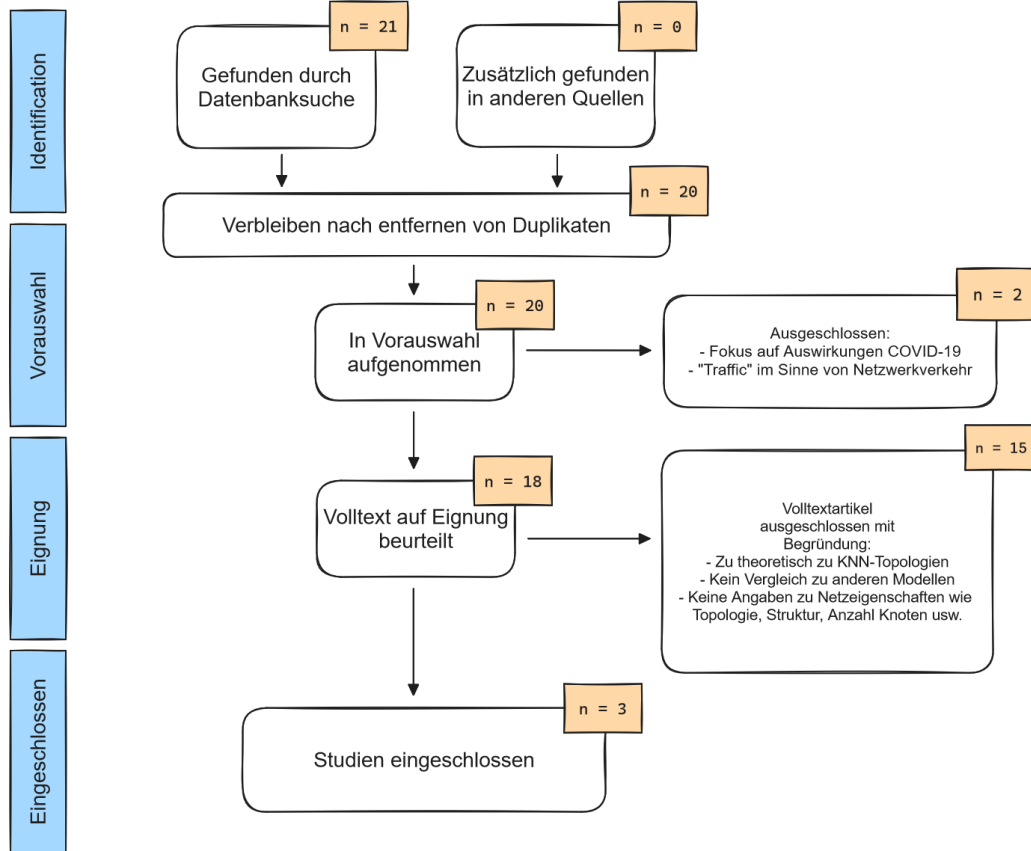 Identification
n = 21
Gefunden durch
Datenbanksuche
n = 0
Zusätzlich gefunden
in anderen Quellen
n = 20
Verbleiben nach entfernen von Duplikaten
Vorauswahl
n = 20
In Vorauswahl
aufgenommen
n = 2
Ausgeschlossen:
- Fokus auf Auswirkungen COVID-19
- "Traffic" im Sinne von Netzwerkverkehr
Eignung
n = 18
Volltext auf Eignung
beurteilt
n = 15
Volltextartikel
ausgeschlossen mit
Begründung:
- Zu theoretisch zu KNN-Topologien
- Kein Vergleich zu anderen Modellen
- Keine Angaben zu Netzeigenschaften wie
Topologie, Struktur, Anzahl Knoten usw.
Eingeschlossen
n = 3
Studien eingeschlossen